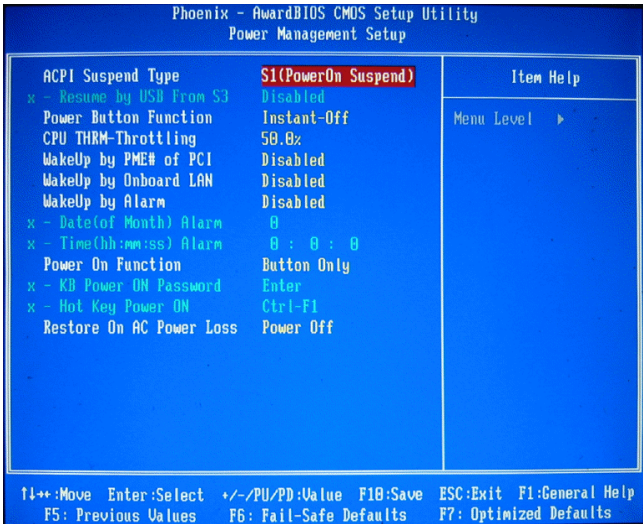 Phoenix - AwardBIOS CMOS Setup Utility
Power Management Setup
ACPI Suspend Type S1(PowerOn Suspend)
x - Resume by USB From S3 Disabled
Power Button Function Instant-Off
CPU THRM-Throttling 50.0%
WakeUp by PME# of PCI Disabled
WakeUp by Onboard LAN Disabled
WakeUp by Alarm Disabled
x - Date(of Month) Alarm 0
x - Time(hh:mm:ss) Alarm 0 : 0 : 0
Power On Function Button Only
x - KB Power ON Password Enter
x - Hot Key Power ON Ctrl-F1
Restore On AC Power Loss Power Off
Item Help
Menu Level ▶
↑↓→←:Move Enter:Select +/-/PU/PD:Value F10:Save ESC:Exit F1:General Help
F5: Previous Values F6: Fail-Safe Defaults F7: Optimized Defaults